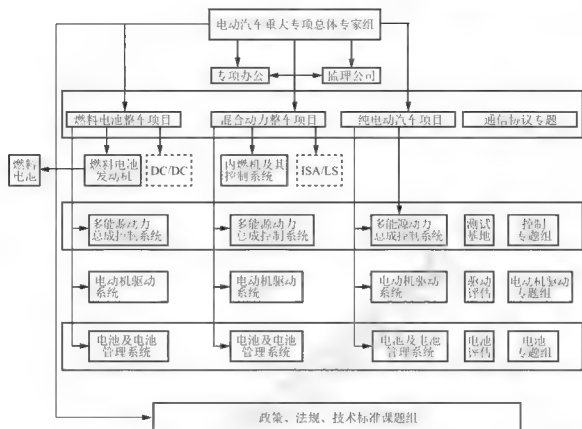 电动汽车重大专项总体专家组
专项办公
监理公司
燃料电池整车项目
混合动力整车项目
纯电动汽车项目
通信协议专题
燃料
电池
燃料电池
发动机
DC/DC
内燃机及其
控制系统
ISA/LS
多能源动力
总成控制系统
多能源动力
总成控制系统
多能源动力
总成控制系统
测试
基地
控制
专题组
电动机驱动
系统
电动机驱动
系统
电动机驱动
系统
驱动
评估
电动机驱动
专题组
电池及电池
管理系统
电池及电池
管理系统
电池及电池
管理系统
电池
评估
电池
专题组
政策、法规、技术标准课题组